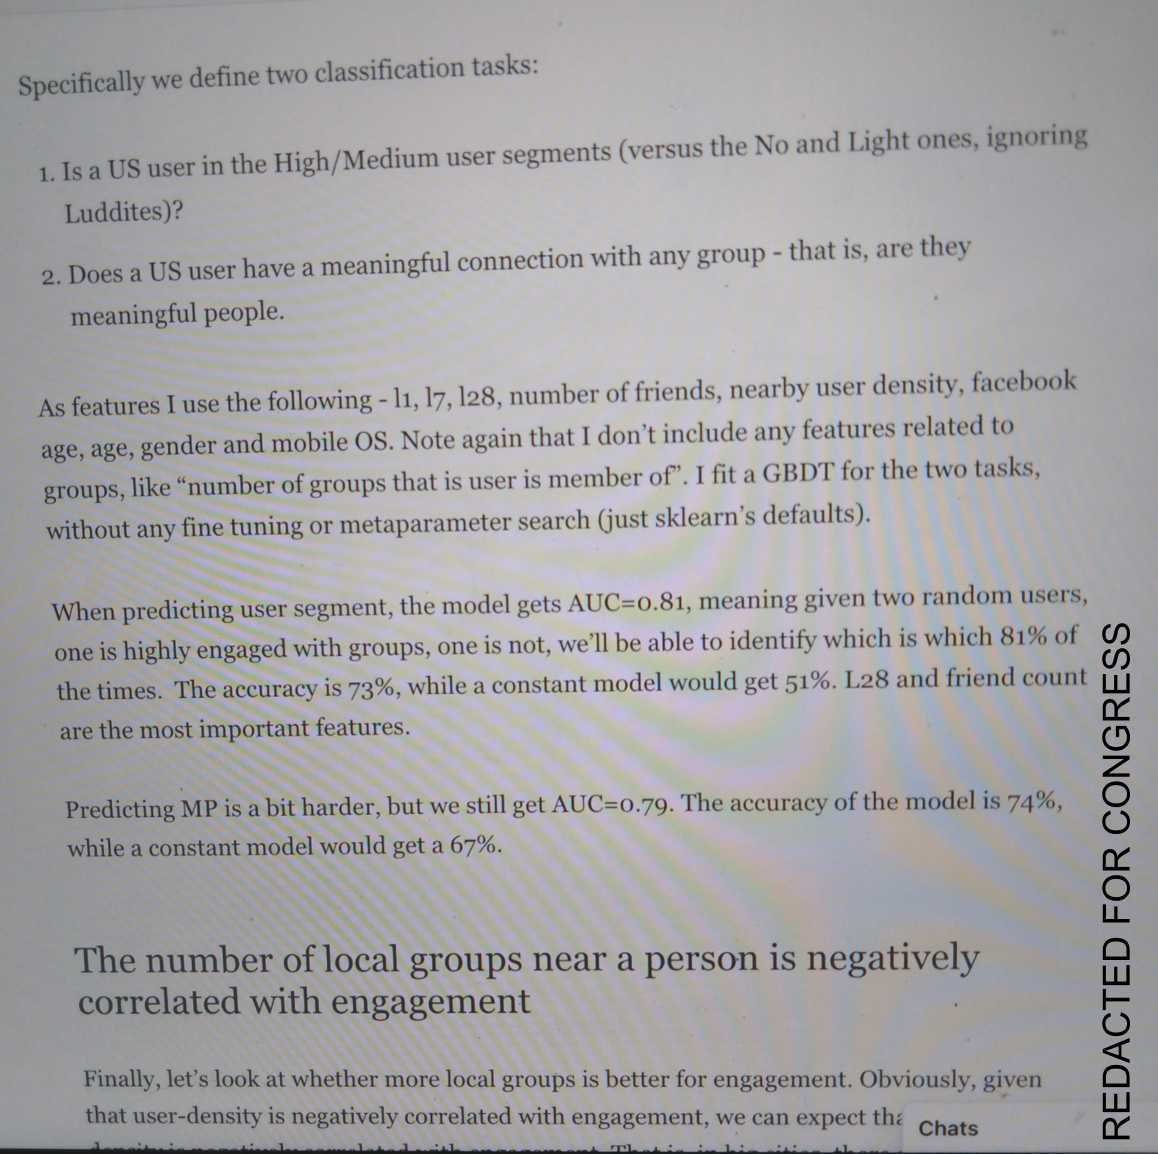 Specifically we define two classification tasks:
1. Is a US user in the High/Medium user segments (versus the No and Light ones, ignoring
Luddites)?
2. Does a US user have a meaningful connection with any group - that is, are they
meaningful people.
As features I use the following - l1, l7, l28, number of friends, nearby user density, facebook
age, age, gender and mobile OS. Note again that I don't include any features related to
groups, like “number of groups that is user is member of”. I fit a GBDT for the two tasks,
without any fine tuning or metaparameter search (just sklearn's defaults).
When predicting user segment, the model gets AUC=0.81, meaning given two random users,
one is highly engaged with groups, one is not, we'll be able to identify which is which 81% of
the times. The accuracy is 73%, while a constant model would get 51%. L28 and friend count
are the most important features.
Predicting MP is a bit harder, but we still get AUC=0.79. The accuracy of the model is 74%,
while a constant model would get a 67%.
The number of local groups near a person is negatively
correlated with engagement
Finally, let's look at whether more local groups is better for engagement. Obviously, given
that user-density is negatively correlated with engagement, we can expect
Chats
REDACTED FOR CONGRESS